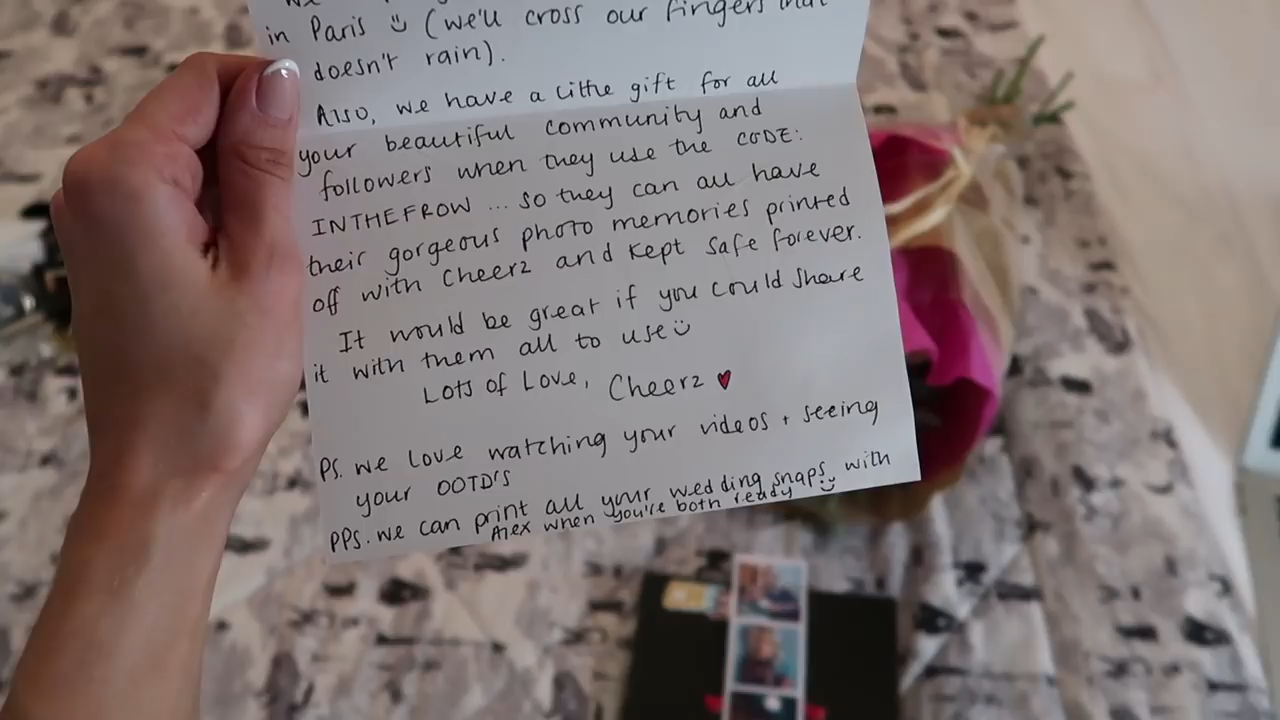 we
in Paris (we'll cross our fingers that
doesn't rain).
Also, we have a little gift for all
your beautiful community and
followers when they use the CODE:
INTHEFROW ... so they can all have
their gorgeous photo memories printed
off with Cheerz and kept safe forever.
It would be great if you could share
it with them all to use
Lots of Love, Cheerz ♥
PS. we love watching your videos + seeing
your OOTD'S
PPS. we can print all your wedding snaps with
Alex when you're both ready